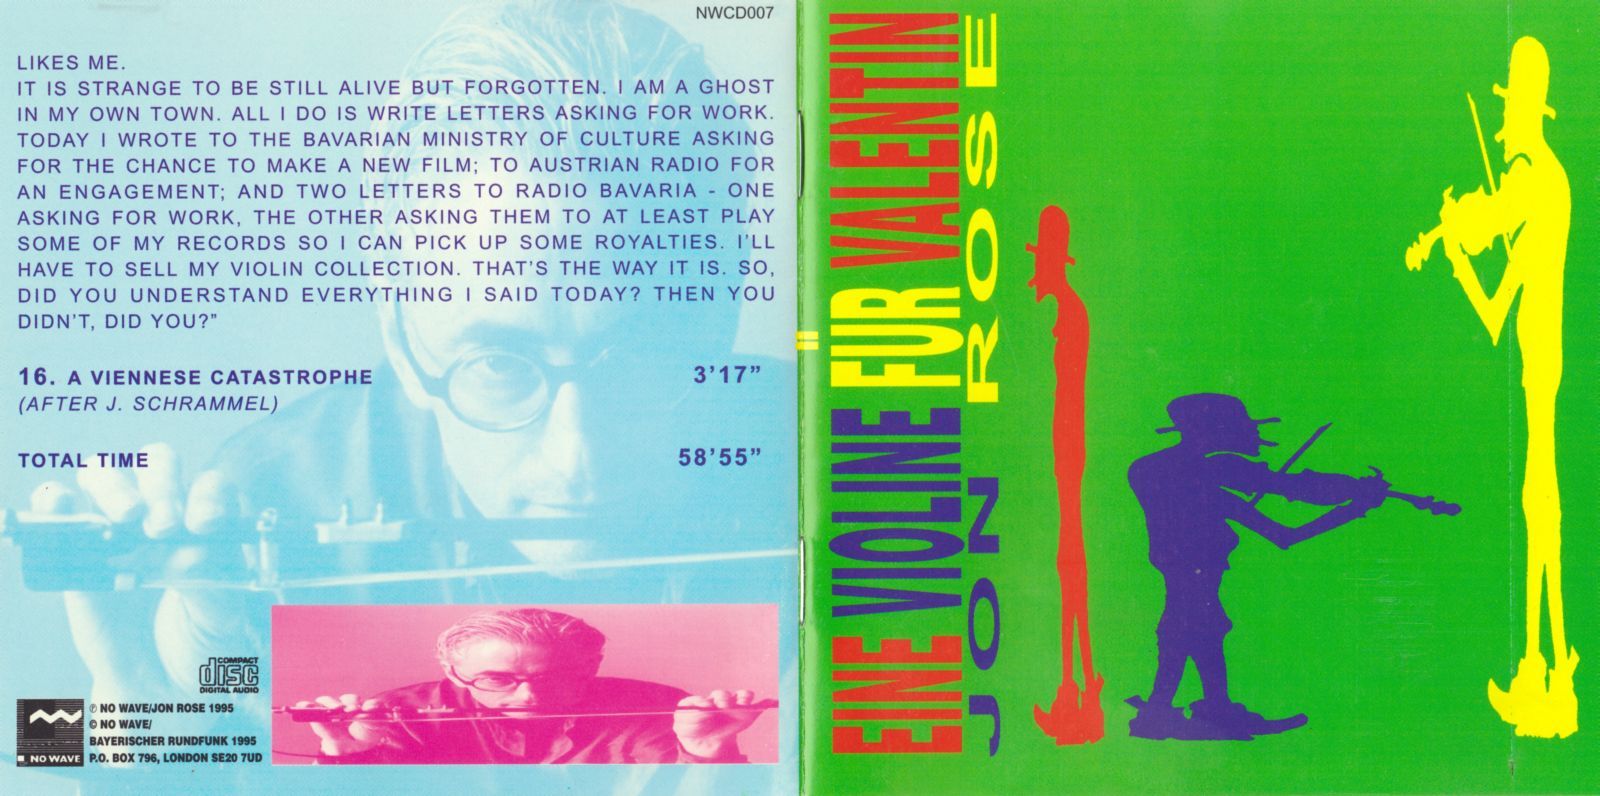 NWCD007
LIKES ME.
IT IS STRANGE TO BE STILL ALIVE BUT FORGOTTEN. I AM A GHOST
IN MY OWN TOWN. ALL I DO IS WRITE LETTERS ASKING FOR WORK.
TODAY I WROTE TO THE BAVARIAN MINISTRY OF CULTURE ASKING
FOR THE CHANCE TO MAKE A NEW FILM; TO AUSTRIAN RADIO FOR
AN ENGAGEMENT; AND TWO LETTERS TO RADIO BAVARIA - ONE
ASKING FOR WORK, THE OTHER ASKING THEM TO AT LEAST PLAY
SOME OF MY RECORDS SO I CAN PICK UP SOME ROYALTIES. I'LL
HAVE TO SELL MY VIOLIN COLLECTION. THAT'S THE WAY IT IS. SO,
DID YOU UNDERSTAND EVERYTHING I SAID TODAY? THEN YOU
DIDN'T, DID YOU?"
16. A VIENNESE CATASTROPHE 3'17"
(AFTER J. SCHRAMMEL)
TOTAL TIME 58'55"
COMPACT
disc
DIGITAL AUDIO
℗ NO WAVE/JON ROSE 1995
© NO WAVE/
BAYERISCHER RUNDFUNK 1995
P.O. BOX 796, LONDON SE20 7UD
NO WAVE
EINE VIOLINE FÜR VALENTIN
JON ROSE